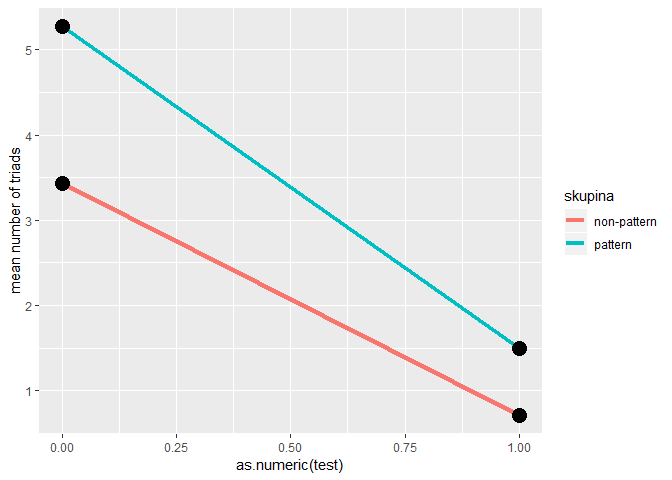 mean number of triads
5
4
3
2
1
0.00 0.25 0.50 0.75 1.00
as.numeric(test)
skupina
non-pattern
pattern